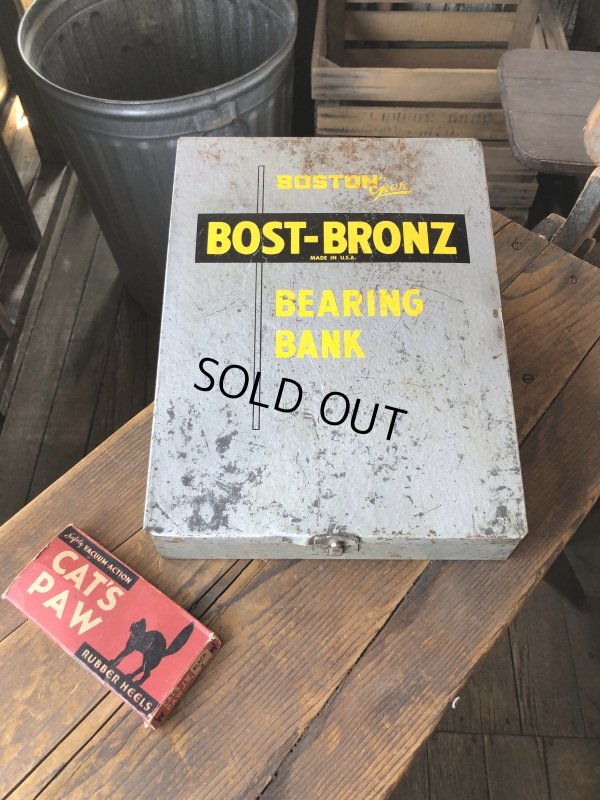 BOSTON Gear
BOST-BRONZ
MADE IN U.S.A.
BEARING
BANK
SOLD OUT
Safety VACUUM-ACTION
CAT'S
PAW
RUBBER HEELS